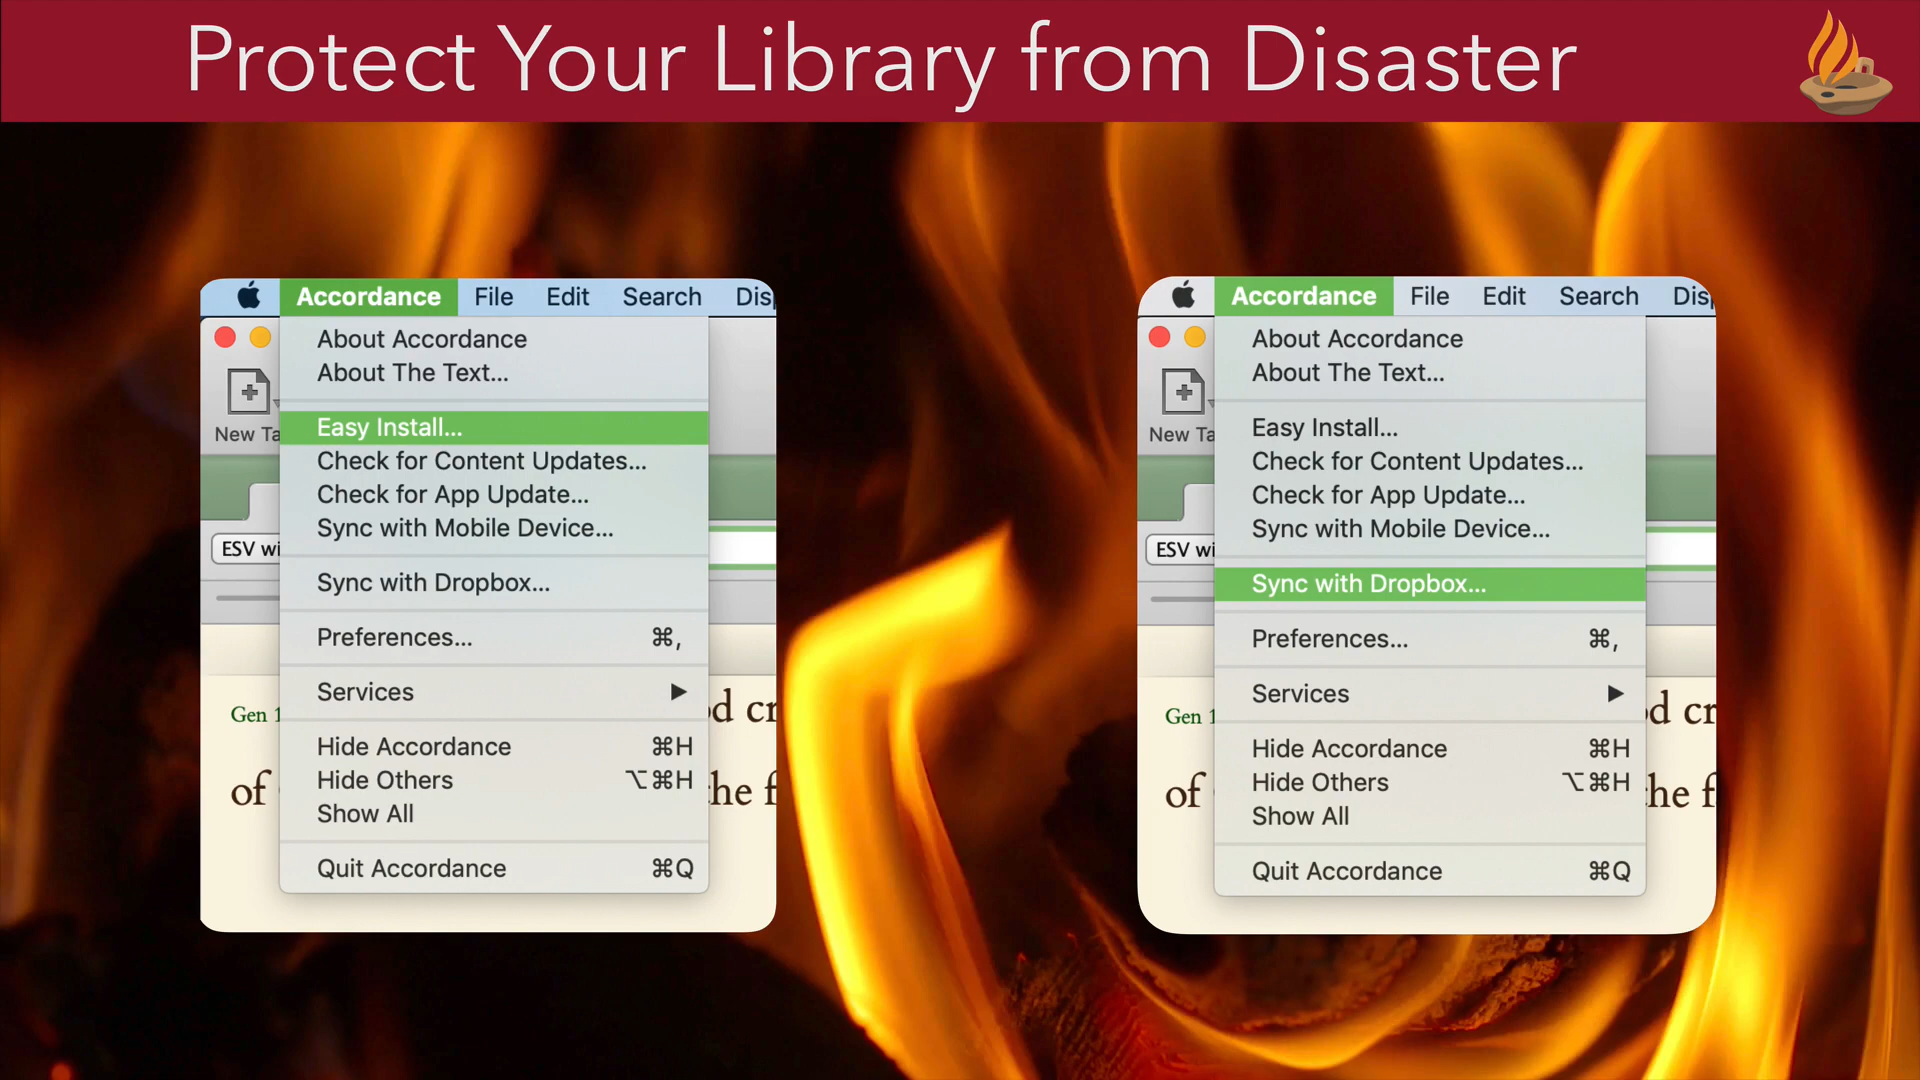 Protect Your Library from Disaster
Accordance File Edit Search
About Accordance
About The Text...
Easy Install...
New
Check for Content Updates...
Check for App Update...
Sync with Mobile Device...
ESV
Sync with Dropbox...
Preferences... ⌘,
Services ▶
Gen 1
Hide Accordance ⌘H
Hide Others ⌥⌘H
of
he
Show All
Quit Accordance ⌘Q
Accordance File Edit Search
About Accordance
About The Text...
Easy Install...
New
Check for Content Updates...
Check for App Update...
Sync with Mobile Device...
ESV
Sync with Dropbox...
Preferences... ⌘,
Services ▶
Gen 1
Hide Accordance ⌘H
Hide Others ⌥⌘H
of
he
Show All
Quit Accordance ⌘Q